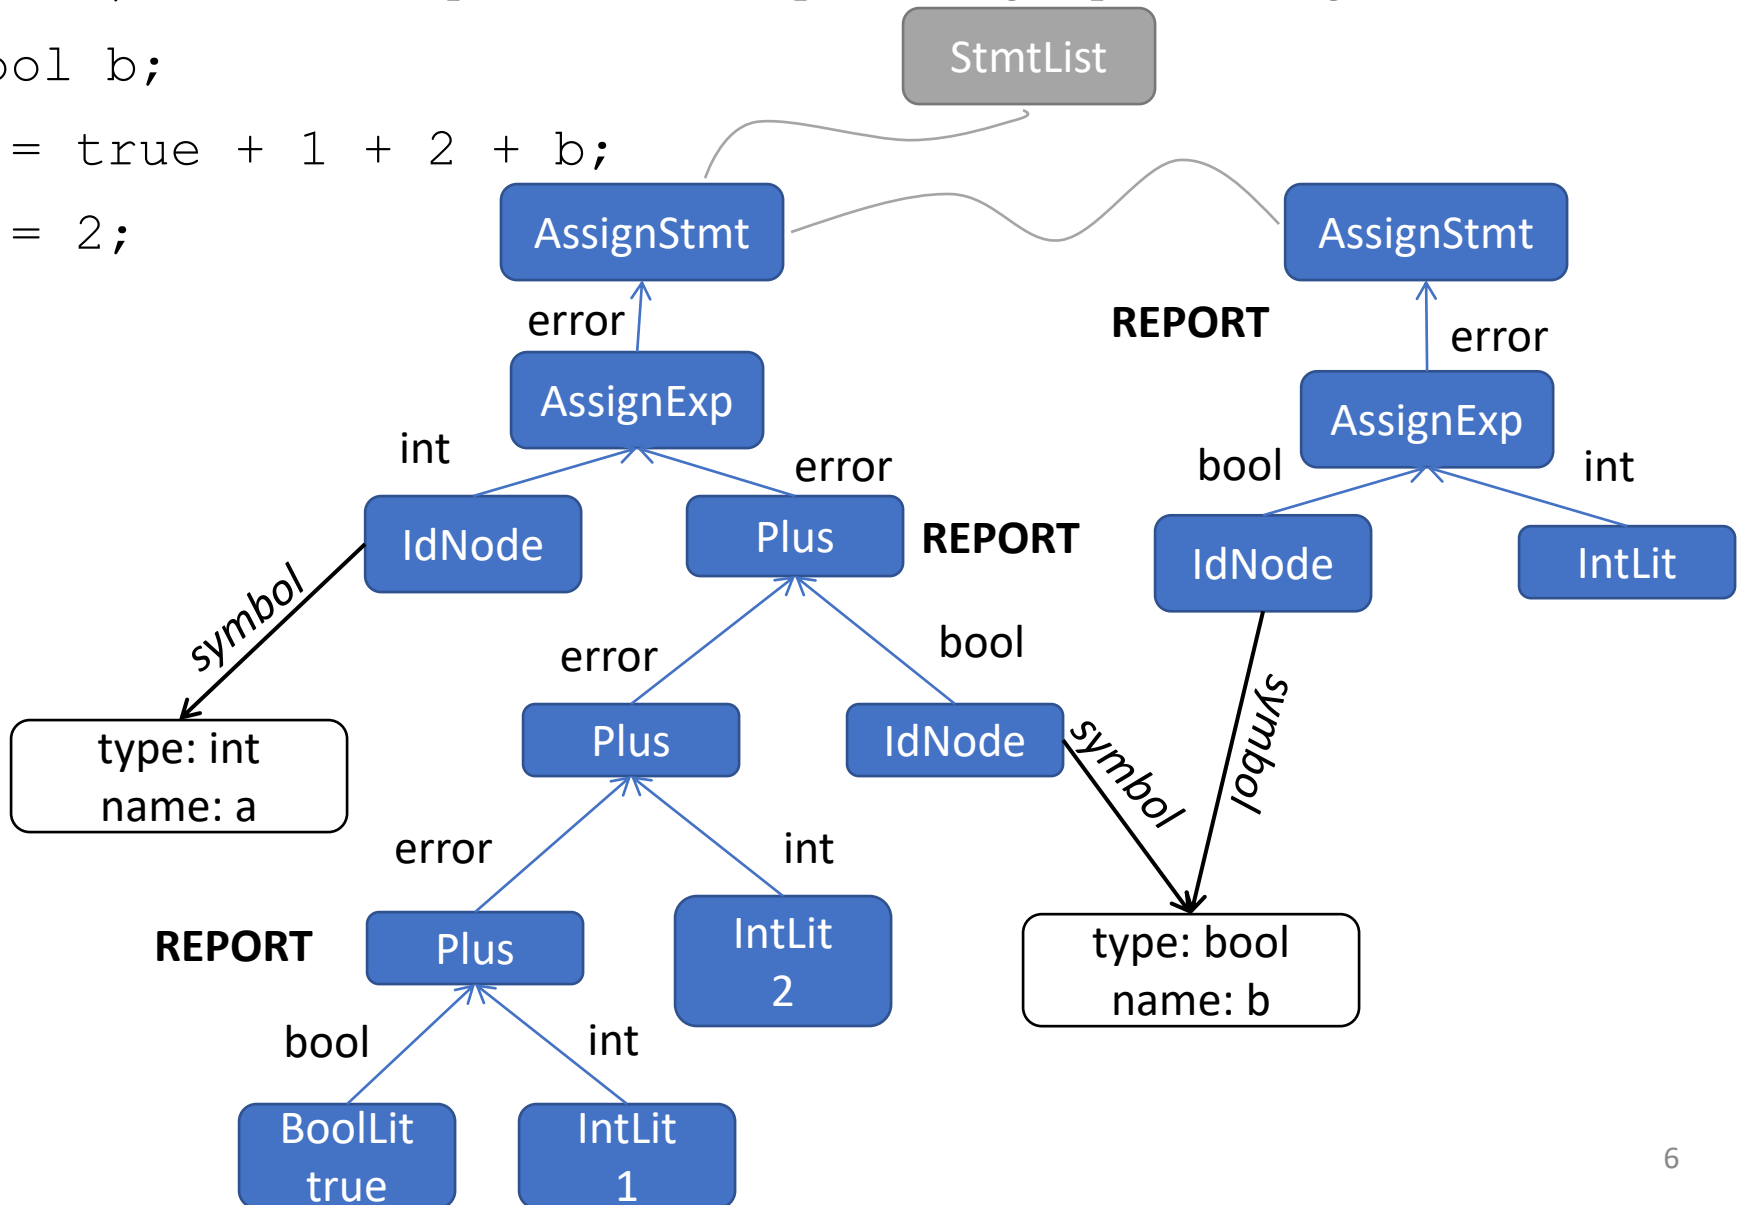 ool b;
= true + 1 + 2 + b;
= 2;
StmtList
AssignStmt
AssignStmt
error
REPORT
error
AssignExp
AssignExp
int
error
bool
int
IdNode
Plus
REPORT
IdNode
IntLit
symbol
error
bool
symbol
Plus
IdNode
symbol
type: int
name: a
error
int
REPORT
Plus
IntLit
2
type: bool
name: b
bool
int
BoolLit
true
IntLit
1
6